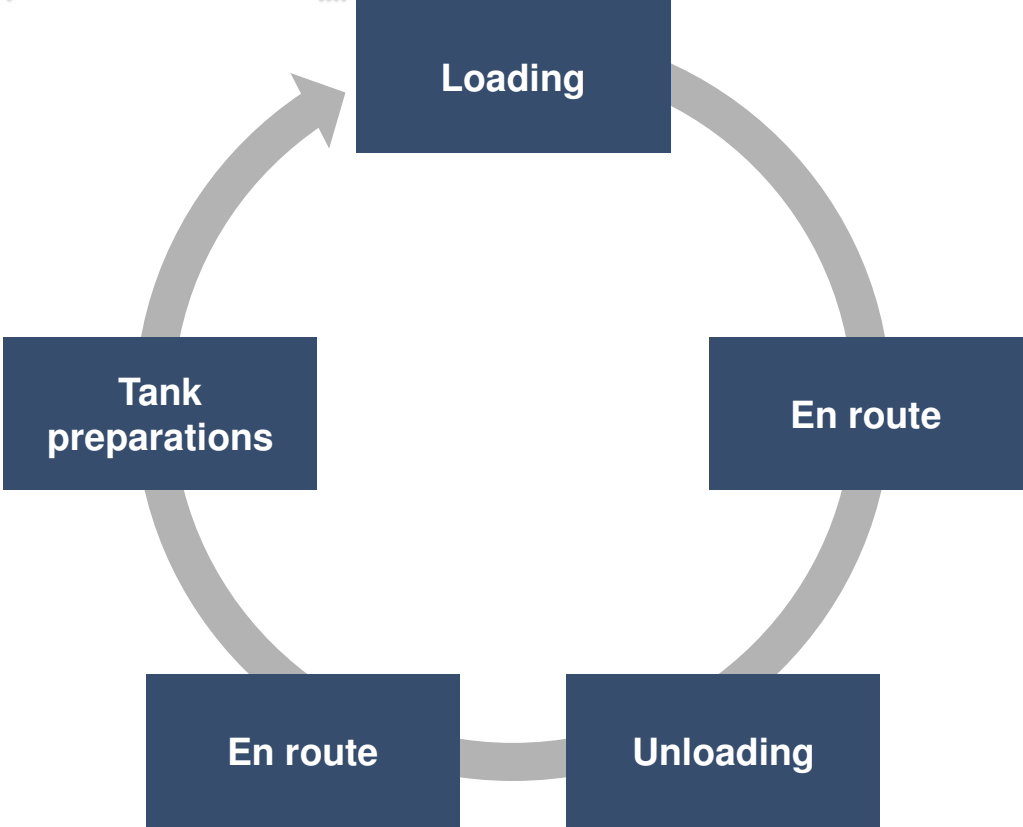 Loading
En route
Unloading
En route
Tank
preparations